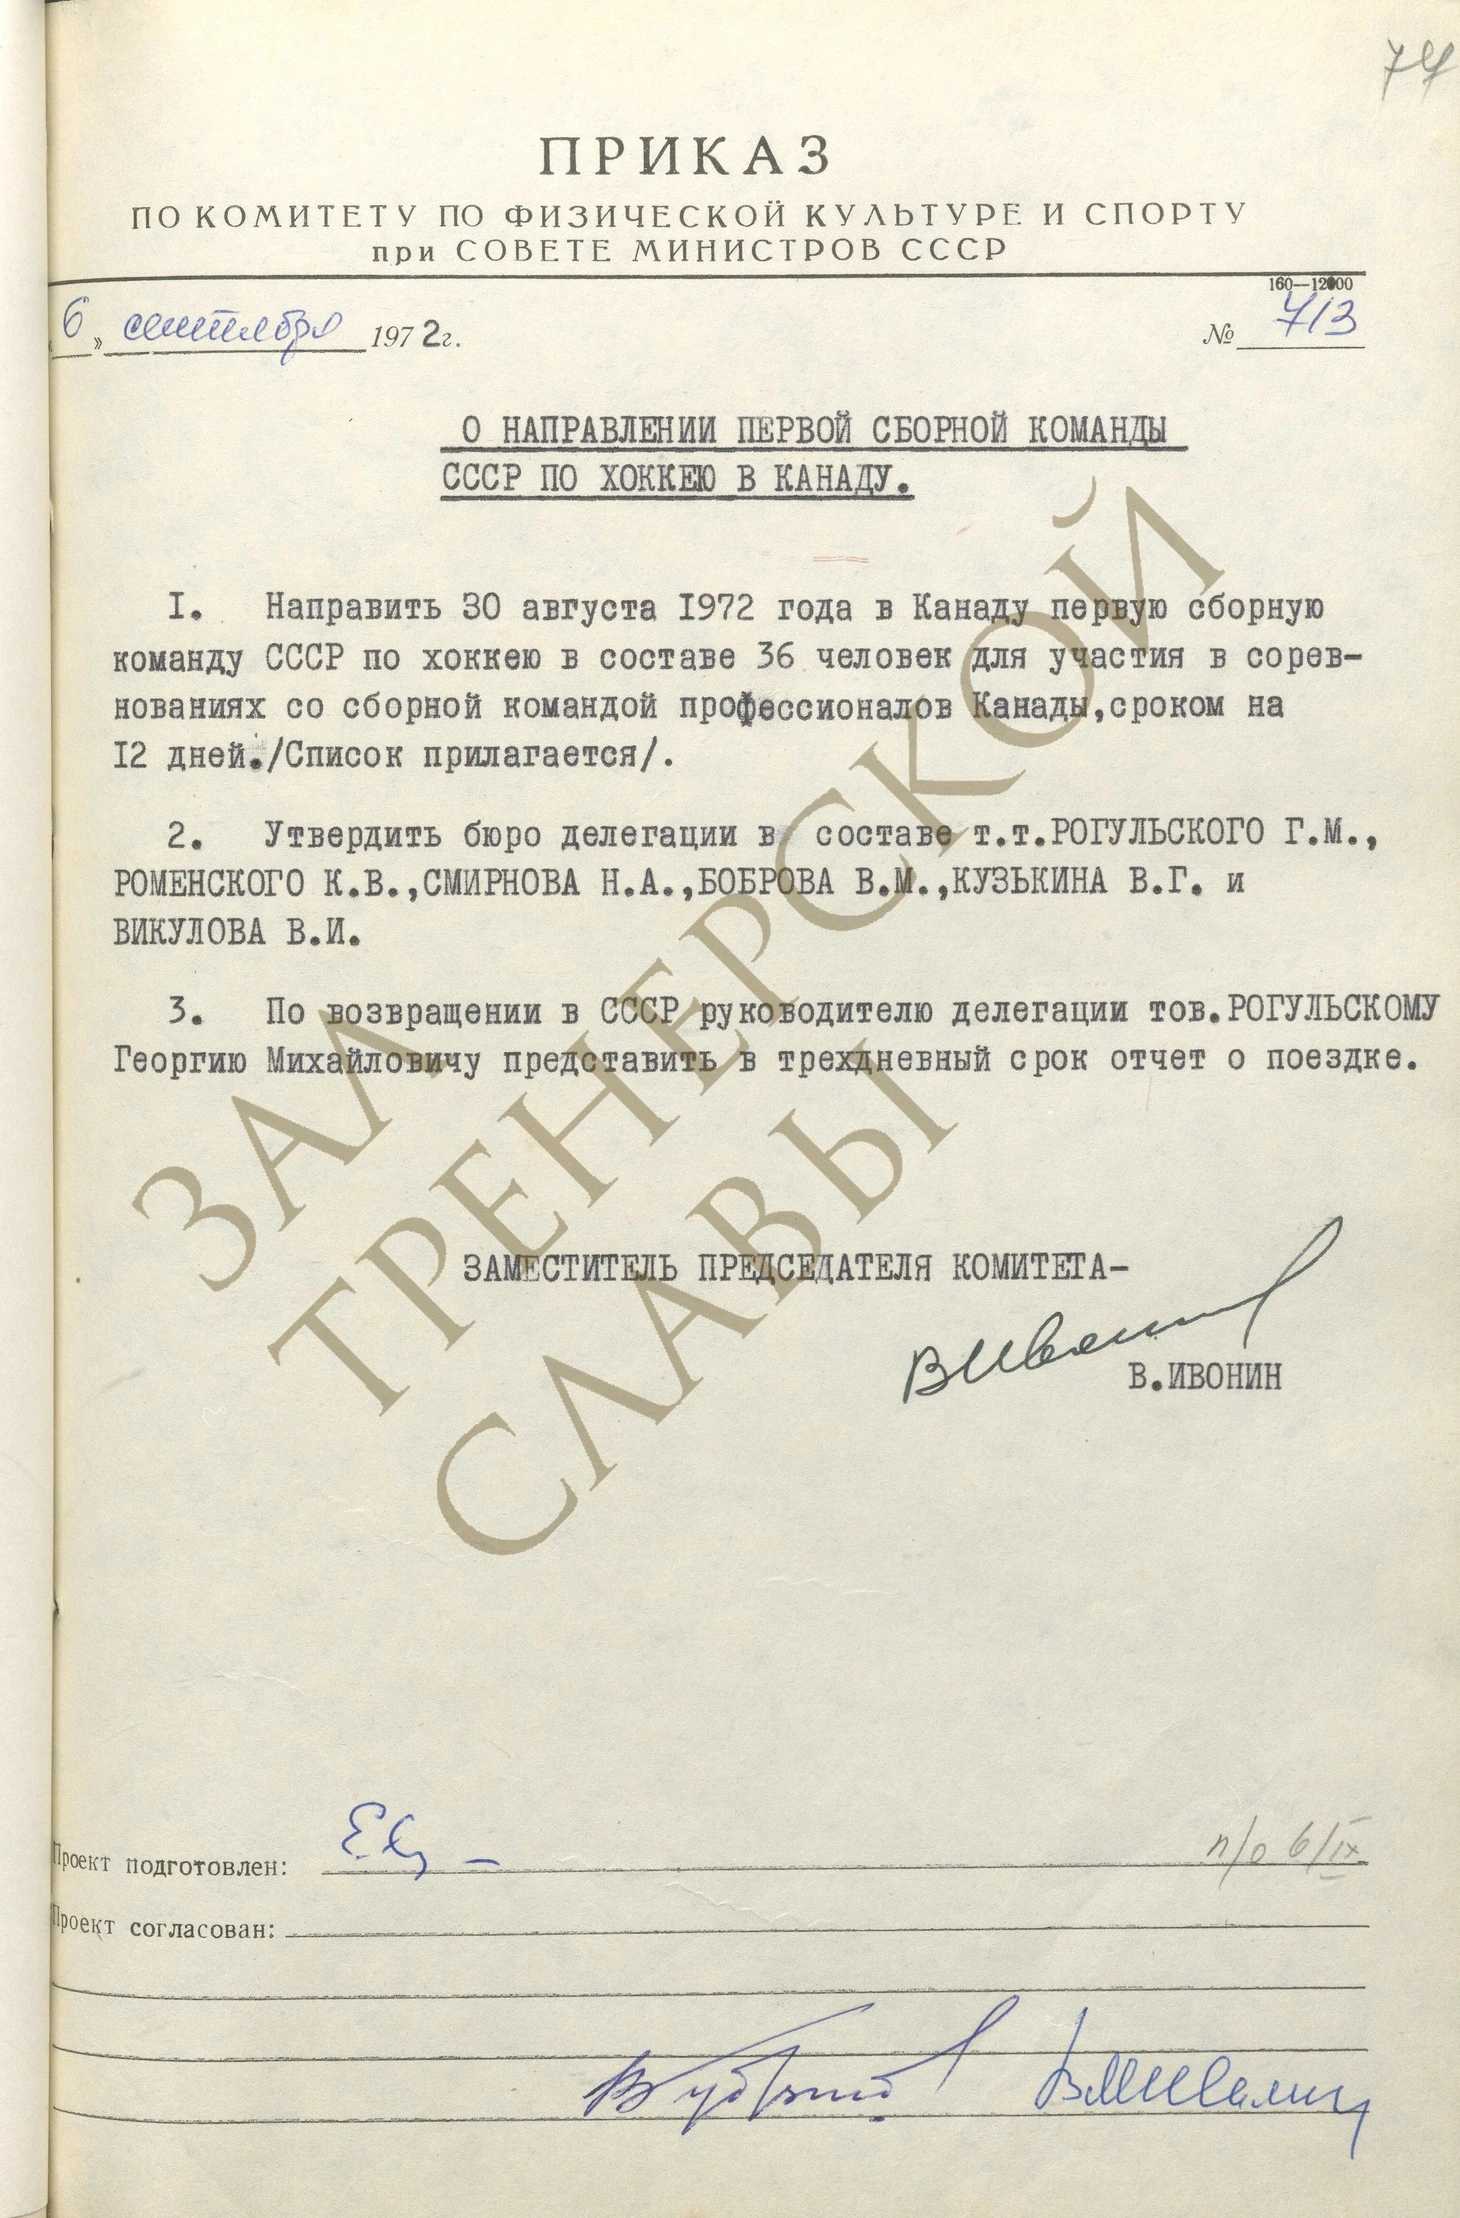 74
ПРИКАЗ
ПО КОМИТЕТУ ПО ФИЗИЧЕСКОЙ КУЛЬТУРЕ И СПОРТУ
при СОВЕТЕ МИНИСТРОВ СССР
160—12000
6 » сентября 1972г. № 713
О НАПРАВЛЕНИИ ПЕРВОЙ СБОРНОЙ КОМАНДЫ
СССР ПО ХОККЕЮ В КАНАДУ.
I. Направить 30 августа I972 года в Канаду первую сборную
команду СССР по хоккею в составе 36 человек для участия в сорев-
нованиях со сборной командой профессионалов Канады,сроком на
I2 дней./Список прилагается/.
2. Утвердить бюро делегации в составе т.т.РОГУЛЬСКОГО Г.М.,
РОМЕНСКОГО К.В.,СМИРНОВА Н.А.,БОБРОВА В.М.,КУЗЬКИНА В.Г. и
ВИКУЛОВА В.И.
3. По возвращении в СССР руководителю делегации тов.РОГУЛЬСКОМУ
Георгию Михайловичу представить в трехдневный срок отчет о поездке.
ЗАМЕСТИТЕЛЬ ПРЕДСЕДАТЕЛЯ КОМИТЕТА-
В.ИВОНИН
Проект подготовлен: п/о 6/IX
Проект согласован:
ЗАЛ
ТРЕНЕРСКОЙ
СЛАВЫ